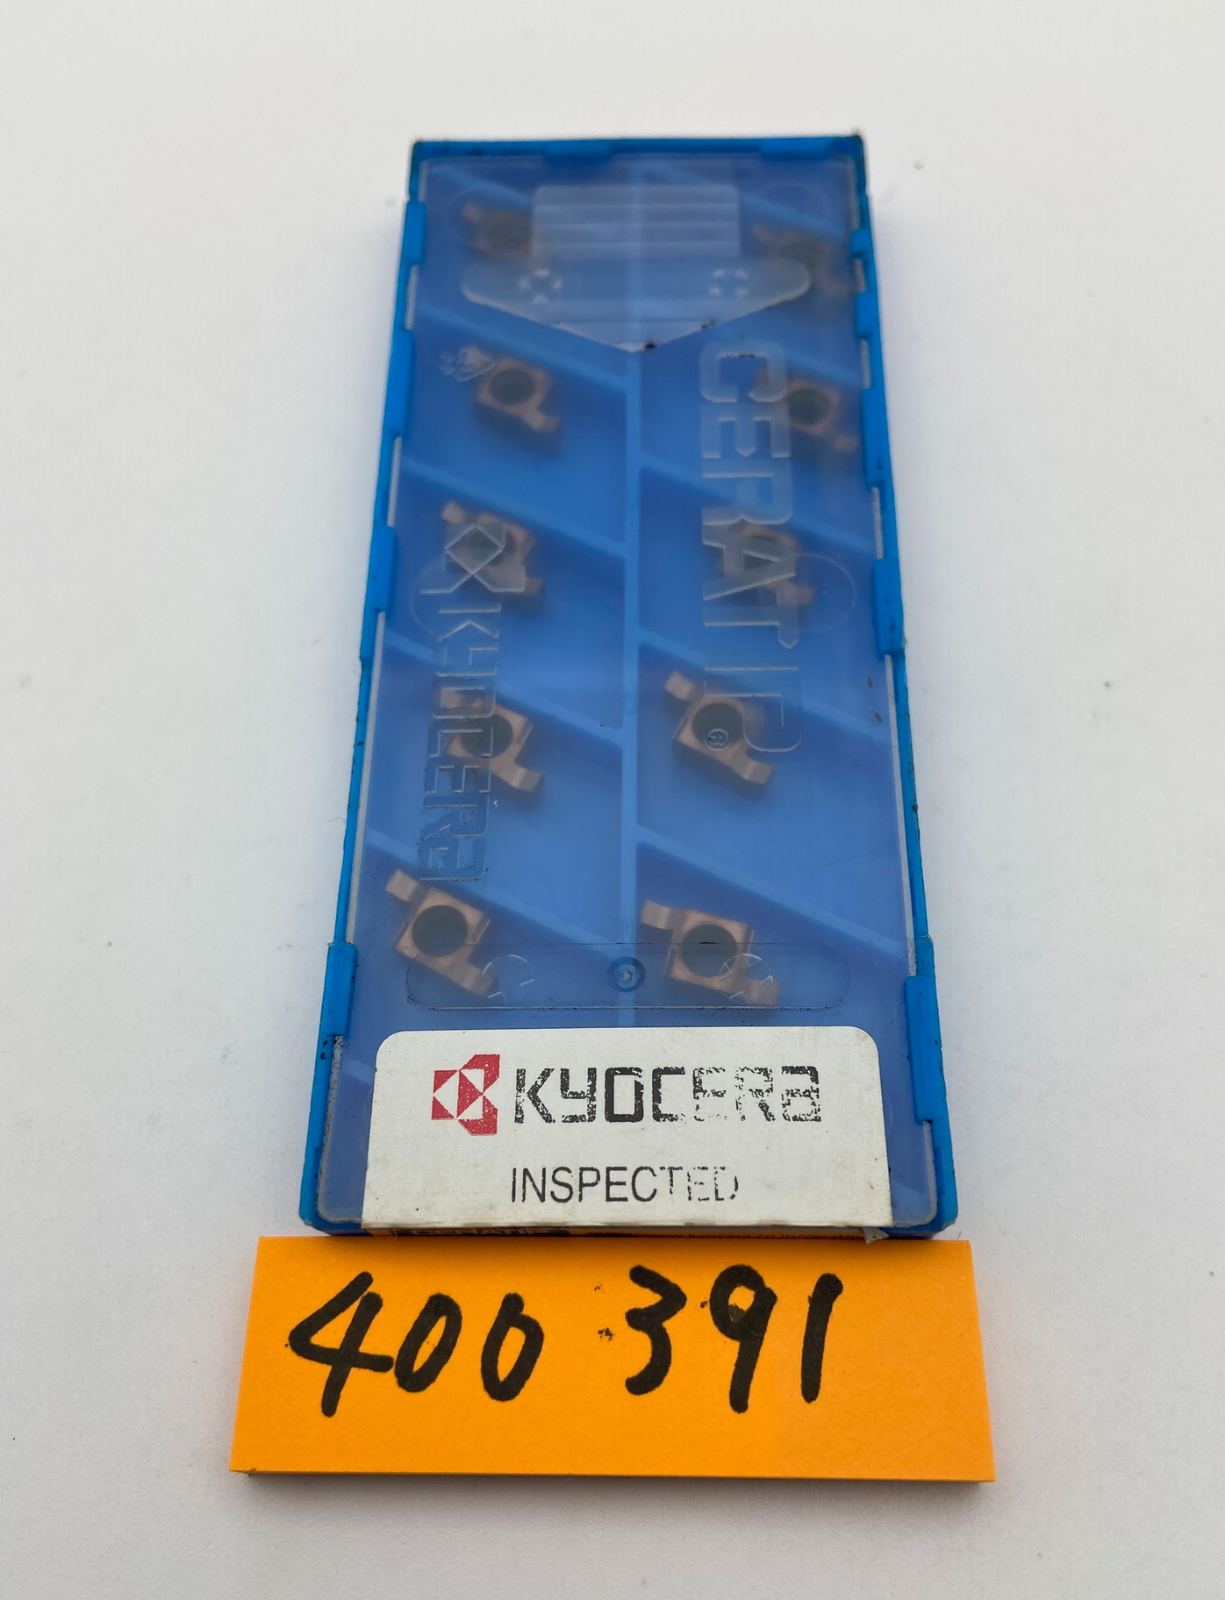 CERATIP
®
KYOCERA
KYOCERA
INSPECTED
400 391